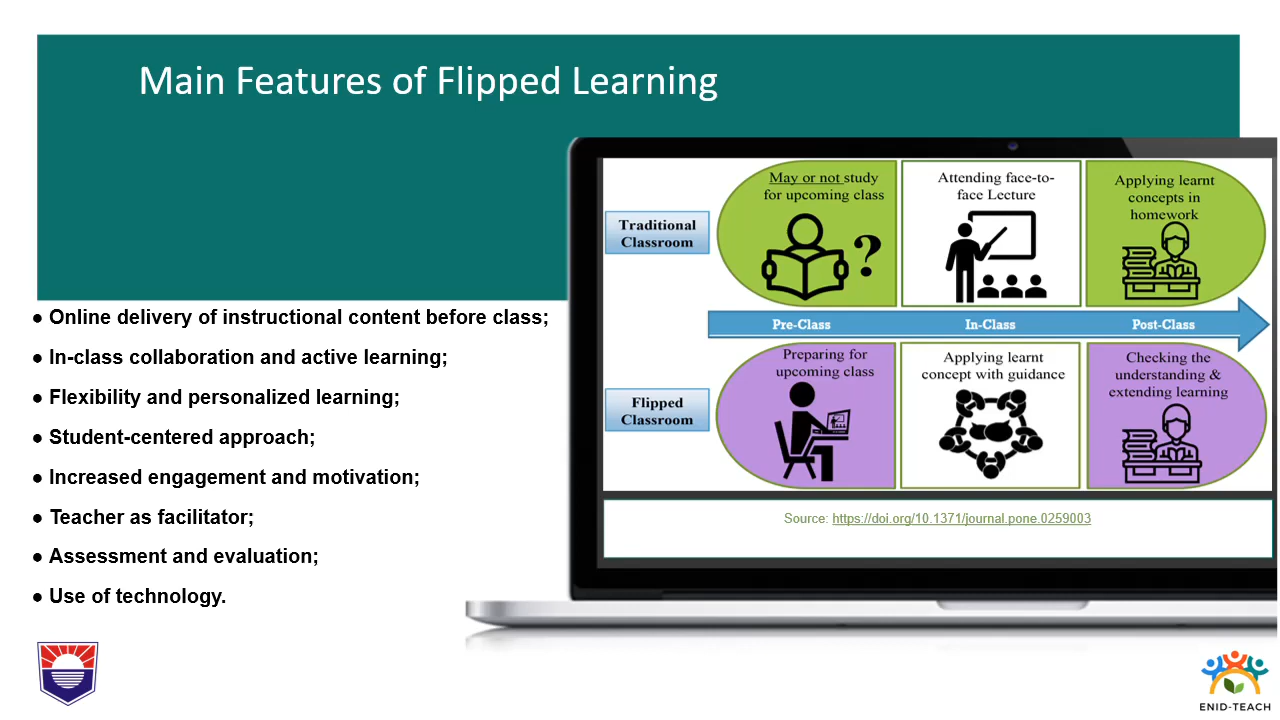 Main Features of Flipped Learning
● Online delivery of instructional content before class;
● In-class collaboration and active learning;
● Flexibility and personalized learning;
● Student-centered approach;
● Increased engagement and motivation;
● Teacher as facilitator;
● Assessment and evaluation;
● Use of technology.
Traditional
Classroom
May or not study
for upcoming class
?
Attending face-to-
face Lecture
Applying learnt
concepts in
homework
Pre-Class
In-Class
Post-Class
Flipped
Classroom
Preparing for
upcoming class
Applying learnt
concept with guidance
Checking the
understanding &
extending learning
Source: https://doi.org/10.1371/journal.pone.0259003
ENID-TEACH